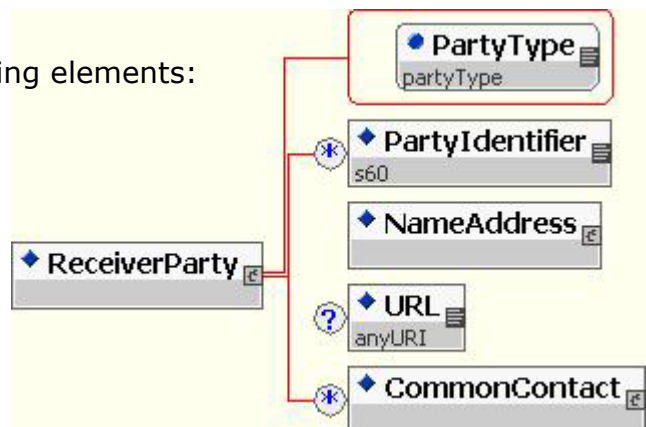 PartyType
partyType
ing elements:
PartyIdentifier
*
s60
NameAddress
ReceiverParty
URL
?
anyURI
CommonContact
*